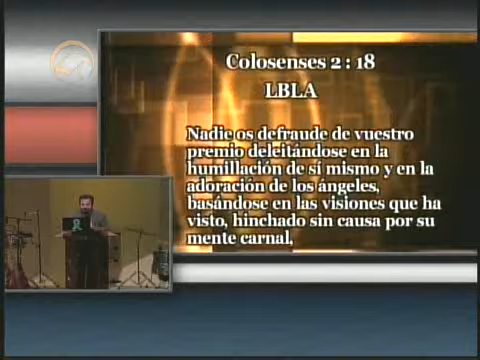 Colosenses 2 : 18
LBLA
Nadie os defraude de vuestro
premio deleitándose en la
humillación de sí mismo y en la
adoración de los ángeles,
basándose en las visiones que ha
visto, hinchado sin causa por su
mente carnal,